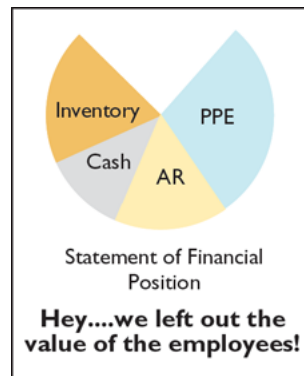 Inventory
PPE
Cash
AR
Statement of Financial
Position
Hey....we left out the
value of the employees!